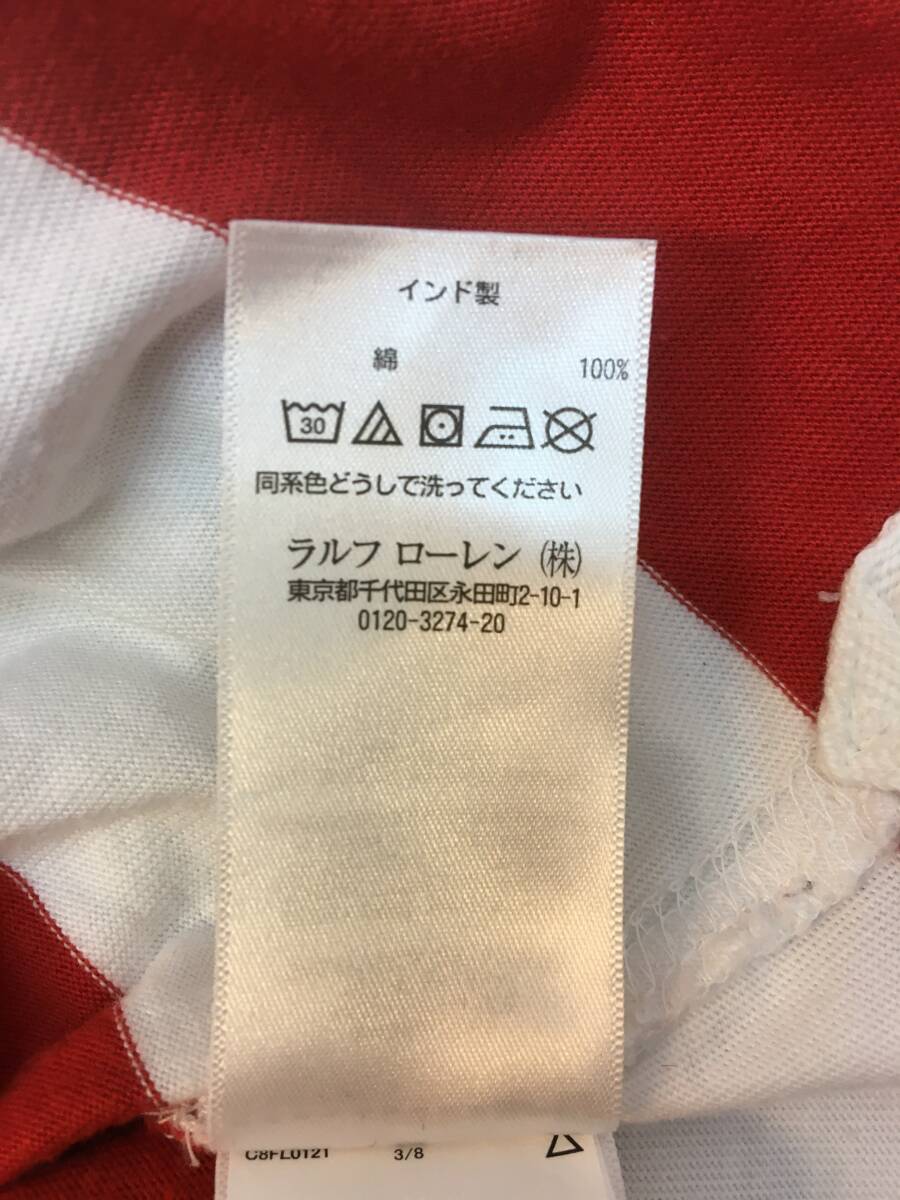 インド製
綿 100%
30
同系色どうしで洗ってください
ラルフ ローレン (株)
東京都千代田区永田町2-10-1
0120-3274-20
C8FL0121 3/8